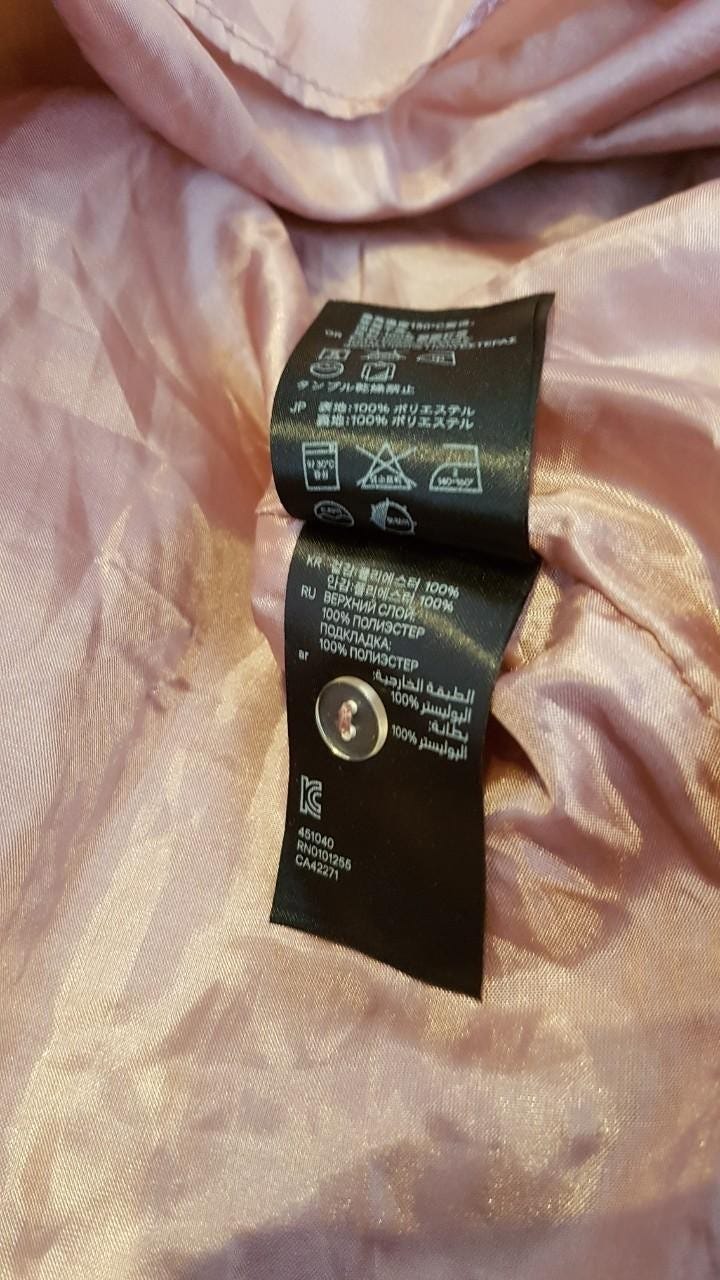 タンブル乾燥禁止
JP 表地:100% ポリエステル
裏地:100% ポリエステル
140~160°
KR 겉감:폴리에스터 100%
안감:폴리에스터 100%
RU ВЕРХНИЙ СЛОЙ:
100% ПОЛИЭСТЕР
ПОДКЛАДКА:
100% ПОЛИЭСТЕР
ar
الطبقة الخارجية:
البوليستر 100%
بطانة:
البوليستر 100%
451040
RN0101255
CA42271